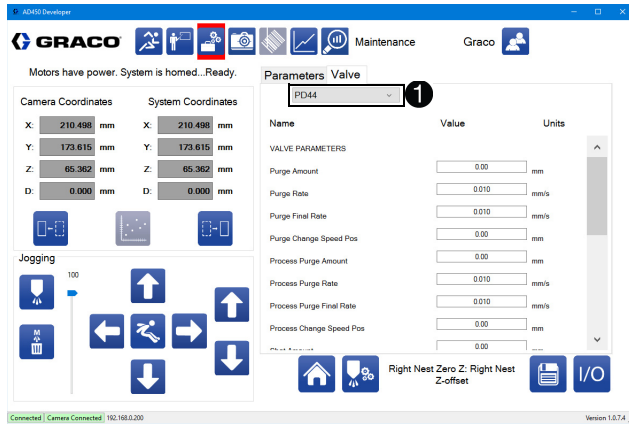 AD450 Developer
GRACO
Maintenance
Graco
Motors have power. System is homed...Ready.
Parameters Valve
PD44
1
Camera Coordinates
System Coordinates
X: 210.498 mm
X: 210.498 mm
Y: 173.615 mm
Y: 173.615 mm
Z: 65.362 mm
Z: 65.362 mm
D: 0.000 mm
D: 0.000 mm
Name Value Units
VALVE PARAMETERS
Purge Amount 0.00 mm
Purge Rate 0.010 mm/s
Purge Final Rate 0.010 mm/s
Purge Change Speed Pos 0.00 mm
Process Purge Amount 0.00 mm
Process Purge Rate 0.010 mm/s
Process Purge Final Rate 0.010 mm/s
Process Change Speed Pos 0.00 mm
Shot Amount 0.00 mm
Jogging
100
M
Right Nest Zero Z: Right Nest
Z-offset
I/O
Connected Camera Connected 192.168.0.200
Version 1.0.7.4